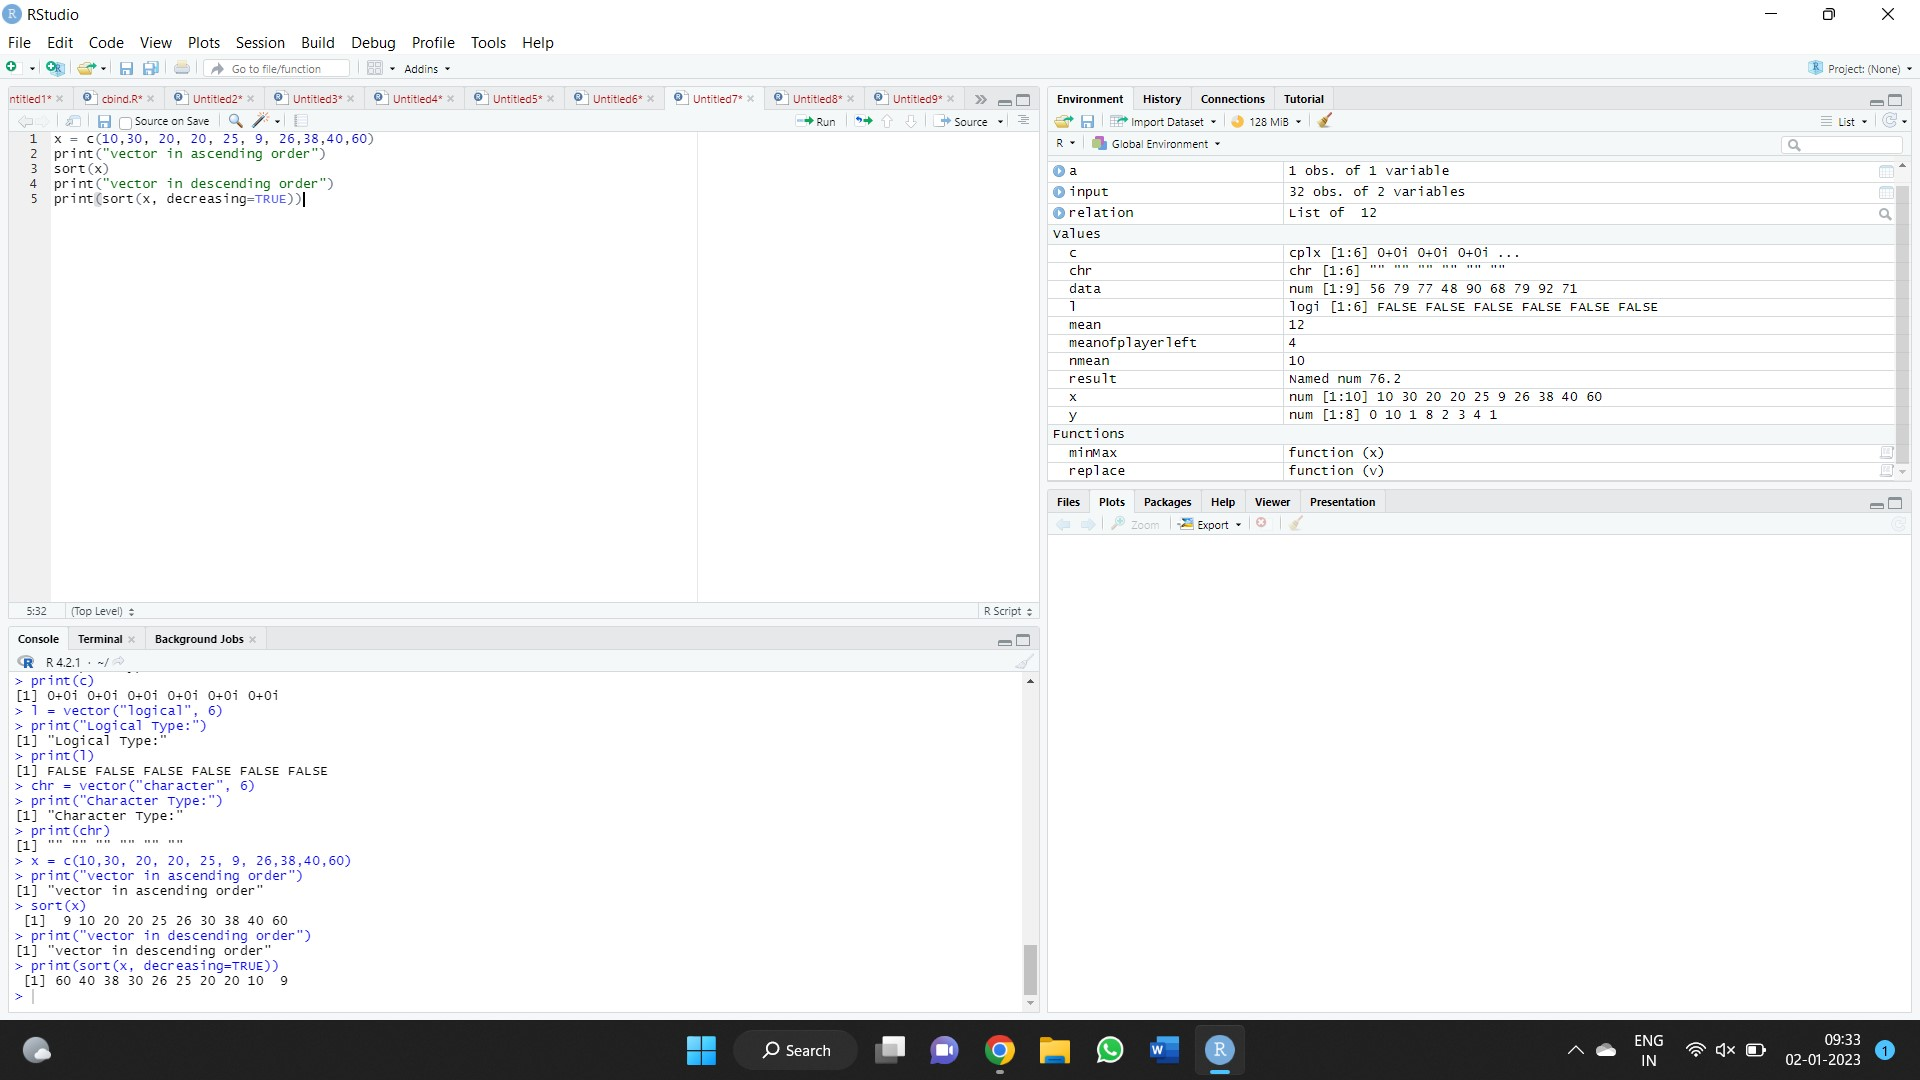 RStudio
File Edit Code View Plots Session Build Debug Profile Tools Help
Go to file/function Addins Project: (None)
ntitled1* cbind.R* Untitled2* Untitled3* Untitled4* Untitled5* Untitled6* Untitled7* Untitled8* Untitled9*
Source on Save Run Source
1 x = c(10,30, 20, 20, 25, 9, 26,38,40,60)
2 print("vector in ascending order")
3 sort(x)
4 print("vector in descending order")
5 print(sort(x, decreasing=TRUE))
5:32 (Top Level) R Script
Console Terminal Background Jobs
R 4.2.1 · ~/
> print(c)
[1] 0+0i 0+0i 0+0i 0+0i 0+0i 0+0i
> l = vector("logical", 6)
> print("Logical Type:")
[1] "Logical Type:"
> print(l)
[1] FALSE FALSE FALSE FALSE FALSE FALSE
> chr = vector("character", 6)
> print("Character Type:")
[1] "Character Type:"
> print(chr)
[1] "" "" "" "" "" ""
> x = c(10,30, 20, 20, 25, 9, 26,38,40,60)
> print("vector in ascending order")
[1] "vector in ascending order"
> sort(x)
[1] 9 10 20 20 25 26 30 38 40 60
> print("vector in descending order")
[1] "vector in descending order"
> print(sort(x, decreasing=TRUE))
[1] 60 40 38 30 26 25 20 20 10 9
>
Environment History Connections Tutorial
Import Dataset 128 MiB List
R Global Environment
a 1 obs. of 1 variable
input 32 obs. of 2 variables
relation List of 12
Values
c cplx [1:6] 0+0i 0+0i 0+0i ...
chr chr [1:6] "" "" "" "" "" ""
data num [1:9] 56 79 77 48 90 68 79 92 71
l logi [1:6] FALSE FALSE FALSE FALSE FALSE FALSE
mean 12
meanofplayerleft 4
nmean 10
result Named num 76.2
x num [1:10] 10 30 20 20 25 9 26 38 40 60
y num [1:8] 0 10 1 8 2 3 4 1
Functions
minMax function (x)
replace function (v)
Files Plots Packages Help Viewer Presentation
Zoom Export
Search
ENG
IN
09:33
02-01-2023
1